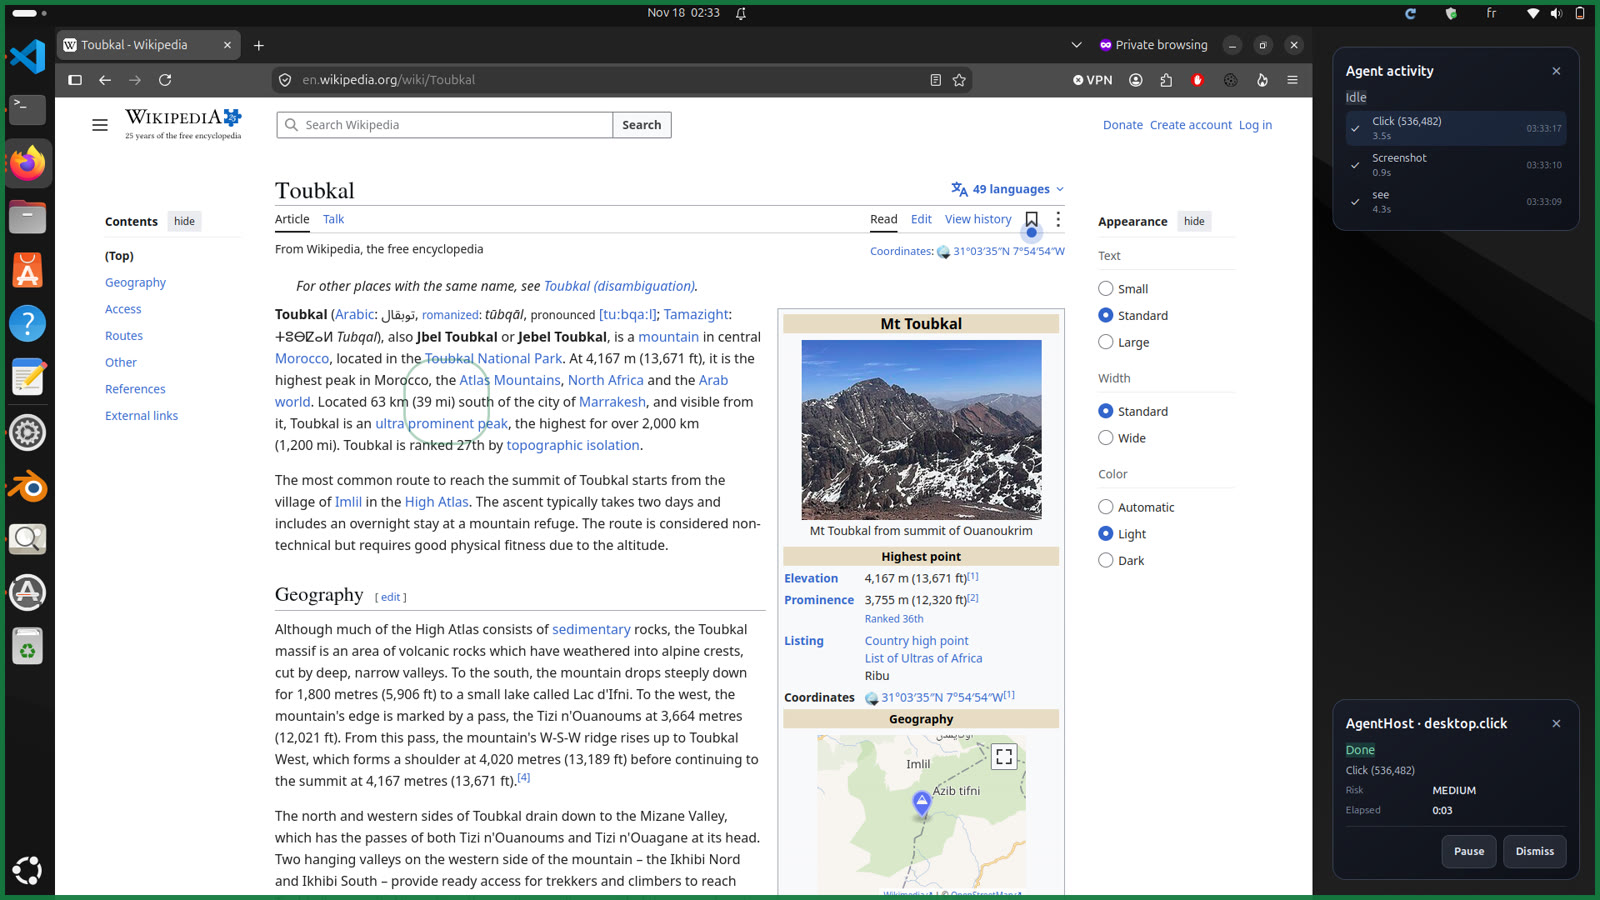 Nov 18 02:33
fr
Toubkal - Wikipedia
Private browsing
en.wikipedia.org/wiki/Toubkal
VPN
WIKIPEDIA
25 years of the free encyclopedia
Search Wikipedia
Search
Donate Create account Log in
Toubkal
49 languages
Contents hide
(Top)
Geography
Access
Routes
Other
References
External links
Article Talk
Read Edit View history
From Wikipedia, the free encyclopedia
Coordinates: 31°03′35″N 7°54′54″W
For other places with the same name, see Toubkal (disambiguation).
Toubkal (Arabic: توبقال, romanized: tūbqāl, pronounced [tuːbqaːl]; Tamazight:
ⵜⵓⴱⵇⴰⵍ Tubqal), also Jbel Toubkal or Jebel Toubkal, is a mountain in central
Morocco, located in the Toubkal National Park. At 4,167 m (13,671 ft), it is the
highest peak in Morocco, the Atlas Mountains, North Africa and the Arab
world. Located 63 km (39 mi) south of the city of Marrakesh, and visible from
it, Toubkal is an ultra prominent peak, the highest for over 2,000 km
(1,200 mi). Toubkal is ranked 27th by topographic isolation.
The most common route to reach the summit of Toubkal starts from the
village of Imlil in the High Atlas. The ascent typically takes two days and
includes an overnight stay at a mountain refuge. The route is considered non-
technical but requires good physical fitness due to the altitude.
Geography [ edit ]
Although much of the High Atlas consists of sedimentary rocks, the Toubkal
massif is an area of volcanic rocks which have weathered into alpine crests,
cut by deep, narrow valleys. To the south, the mountain drops steeply down
for 1,800 metres (5,906 ft) to a small lake called Lac d'Ifni. To the west, the
mountain's edge is marked by a pass, the Tizi n'Ouanoums at 3,664 metres
(12,021 ft). From this pass, the mountain's W-S-W ridge rises up to Toubkal
West, which forms a shoulder at 4,020 metres (13,189 ft) before continuing to
the summit at 4,167 metres (13,671 ft).[4]
The north and western sides of Toubkal drain down to the Mizane Valley,
which has the passes of both Tizi n'Ouanoums and Tizi n'Ouagane at its head.
Two hanging valleys on the western side of the mountain – the Ikhibi Nord
and Ikhibi South – provide ready access for trekkers and climbers to reach
Mt Toubkal
Mt Toubkal from summit of Ouanoukrim
Highest point
Elevation 4,167 m (13,671 ft)[1]
Prominence 3,755 m (12,320 ft)[2]
Ranked 36th
Listing Country high point
List of Ultras of Africa
Ribu
Coordinates 31°03′35″N 7°54′54″W[1]
Geography
Imlil
Azib tifni
Appearance hide
Text
Small
Standard
Large
Width
Standard
Wide
Color
Automatic
Light
Dark
Agent activity
Idle
Click (536,482) 03:33:17
3.5s
Screenshot 03:33:10
0.9s
see 03:33:09
4.3s
AgentHost · desktop.click
Done
Click (536,482)
Risk MEDIUM
Elapsed 0:03
Pause Dismiss